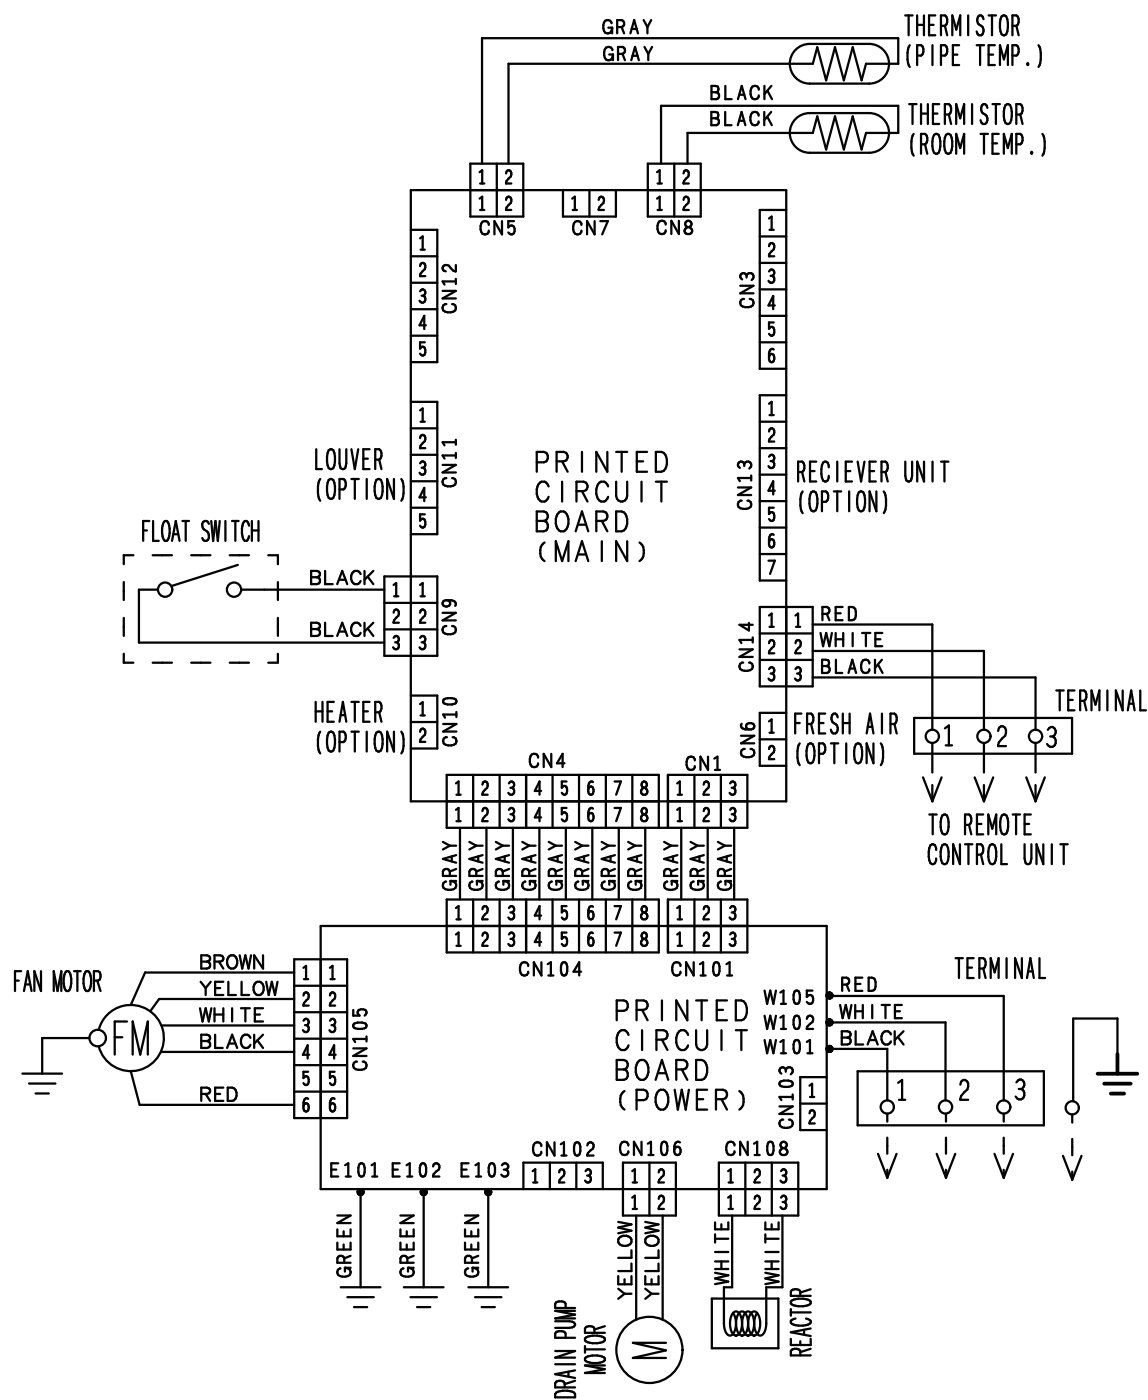 GRAY
THERMISTOR
(PIPE TEMP.)
GRAY
BLACK
THERMISTOR
(ROOM TEMP.)
BLACK
1 2
1 2
CN5
1 2
CN7
1 2
1 2
CN8
1
2
3
4
5
CN12
1
2
3
4
5
6
CN3
LOUVER
(OPTION)
1
2
3
4
5
CN11
PRINTED
CIRCUIT
BOARD
(MAIN)
1
2
3
4
5
6
7
CN13
RECIEVER UNIT
(OPTION)
FLOAT SWITCH
BLACK
BLACK
1 1
2 2
3 3
CN9
CN14
1 1
2 2
3 3
RED
WHITE
BLACK
HEATER
(OPTION)
1
2
CN10
CN6
1
2
FRESH AIR
(OPTION)
TERMINAL
1 2 3
TO REMOTE
CONTROL UNIT
CN4
CN1
1 2 3 4 5 6 7 8
1 2 3
1 2 3 4 5 6 7 8
1 2 3
GRAY GRAY GRAY GRAY GRAY GRAY GRAY GRAY
GRAY GRAY GRAY
1 2 3 4 5 6 7 8
1 2 3
1 2 3 4 5 6 7 8
1 2 3
CN104
CN101
FAN MOTOR
FM
BROWN
YELLOW
WHITE
BLACK
RED
1 1
2 2
3 3
4 4
5 5
6 6
CN105
PRINTED
CIRCUIT
BOARD
(POWER)
W105
W102
W101
RED
WHITE
BLACK
TERMINAL
1 2 3
CN103
1
2
E101 E102 E103
GREEN
GREEN
GREEN
CN102
1 2 3
CN106
1 2
1 2
YELLOW
YELLOW
DRAIN PUMP
MOTOR
M
CN108
1 2 3
1 2 3
WHITE
WHITE
REACTOR